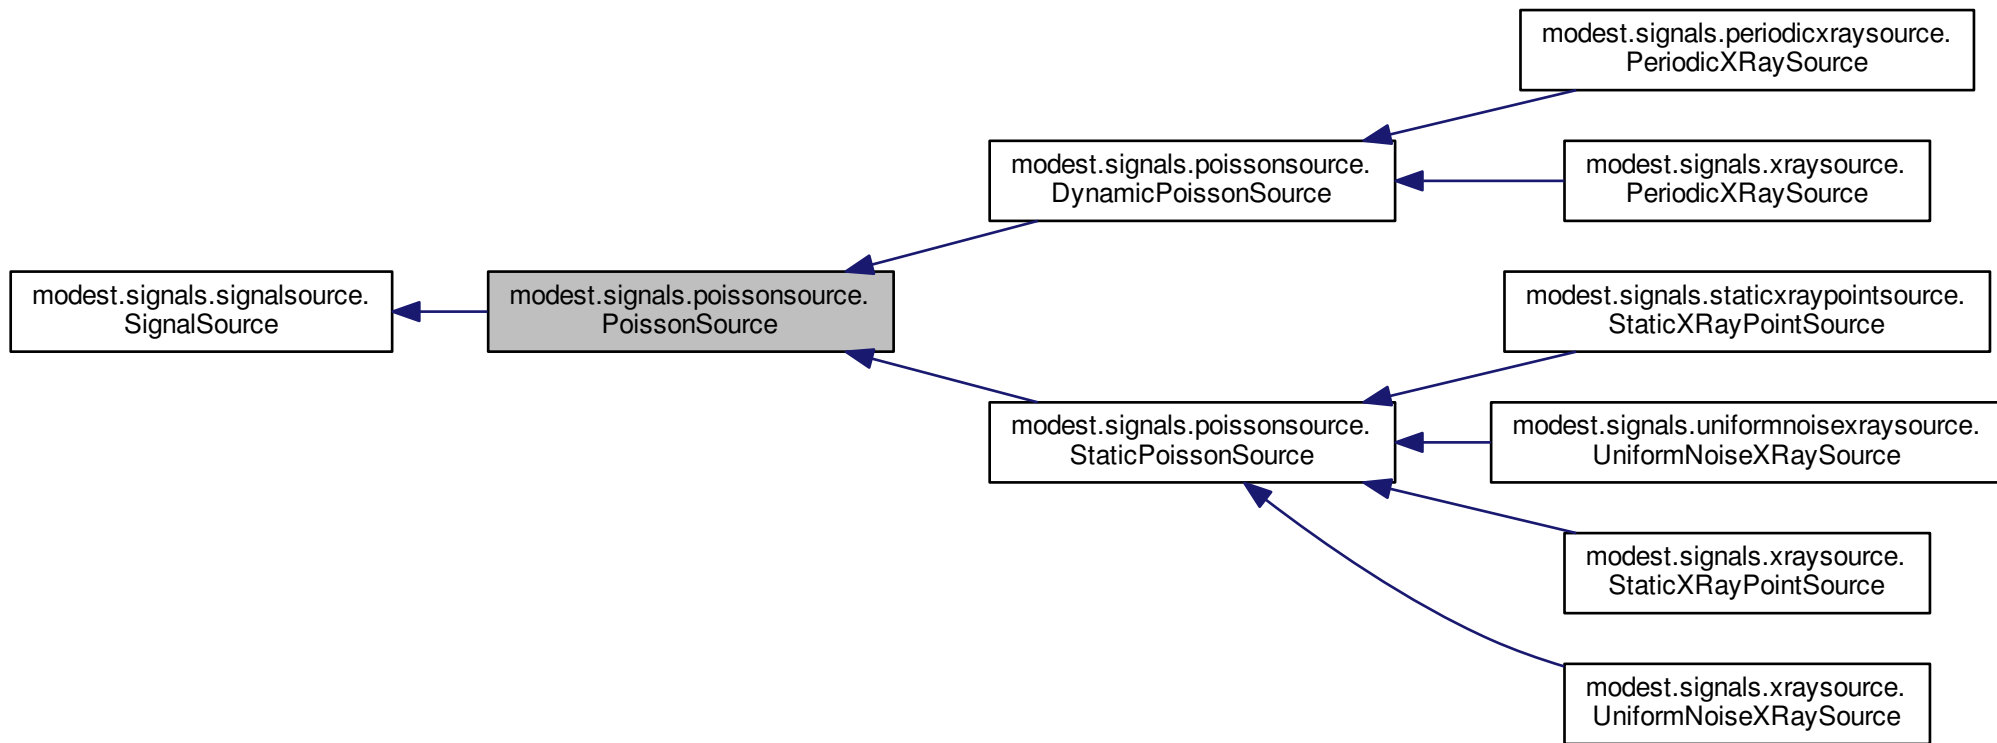 modest.signals.periodicxraysource.
PeriodicXRaySource
modest.signals.poissonsource.
DynamicPoissonSource
modest.signals.xraysource.
PeriodicXRaySource
modest.signals.signalsource.
SignalSource
modest.signals.poissonsource.
PoissonSource
modest.signals.staticxraypointsource.
StaticXRayPointSource
modest.signals.poissonsource.
StaticPoissonSource
modest.signals.uniformnoisexraysource.
UniformNoiseXRaySource
modest.signals.xraysource.
StaticXRayPointSource
modest.signals.xraysource.
UniformNoiseXRaySource